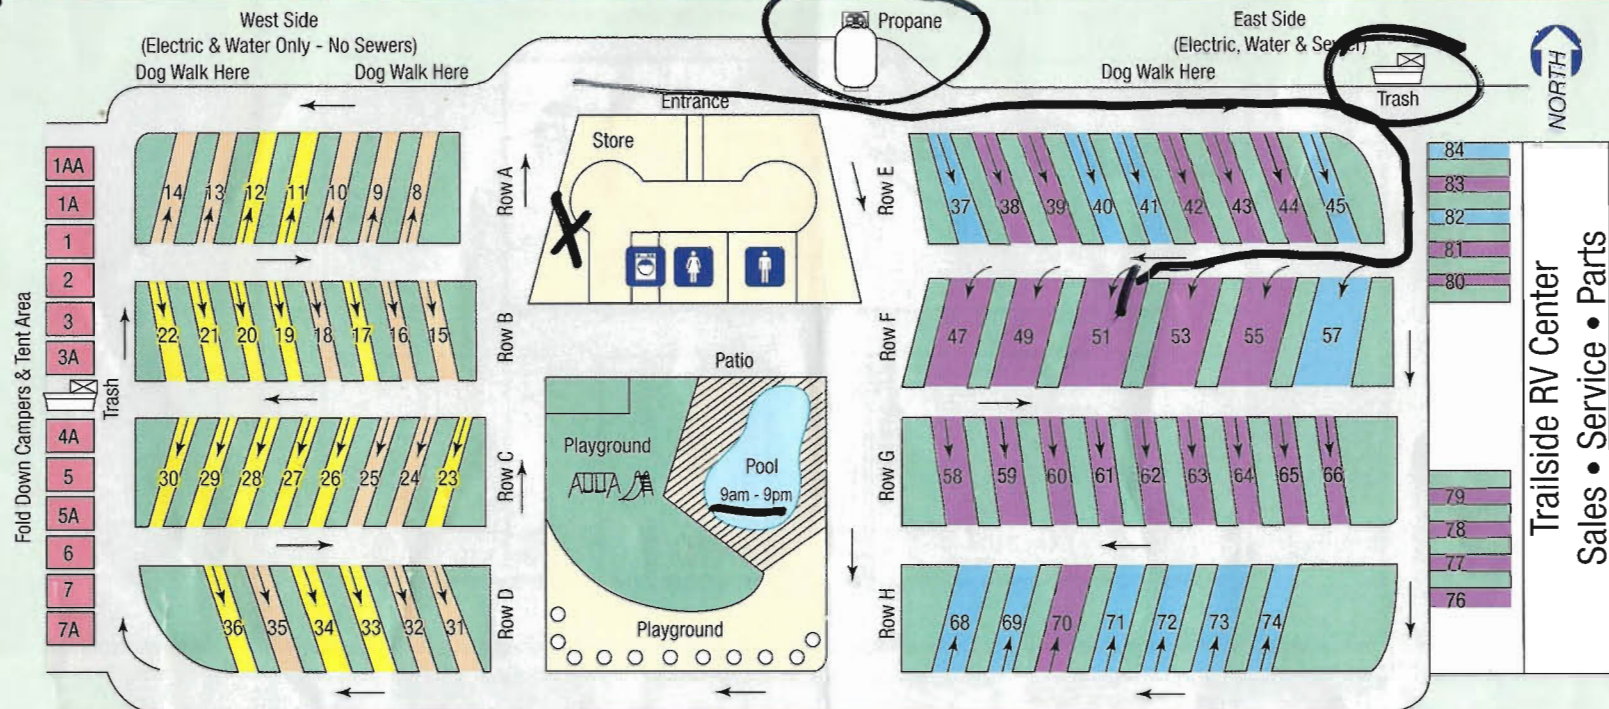 West Side
(Electric & Water Only - No Sewers)
Dog Walk Here
Dog Walk Here
Propane
East Side
(Electric, Water & Sewer)
Dog Walk Here
Trash
NORTH
Entrance
Store
Row A
Row E
14 13 12 11 10 9 8
37 38 39 40 41 42 43 44 45
1AA
1A
1
2
3
3A
Trash
4A
5
5A
6
7
7A
Fold Down Campers & Tent Area
22 21 20 19 18 17 16 15
Row B
Row F
47 49 51 53 55 57
Patio
30 29 28 27 26 25 24 23
Row C
Playground
Pool
9am - 9pm
Row G
58 59 60 61 62 63 64 65 66
36 35 34 33 32 31
Row D
Playground
Row H
68 69 70 71 72 73 74
84
83
82
81
80
79
78
77
76
Trailside RV Center
Sales • Service • Parts